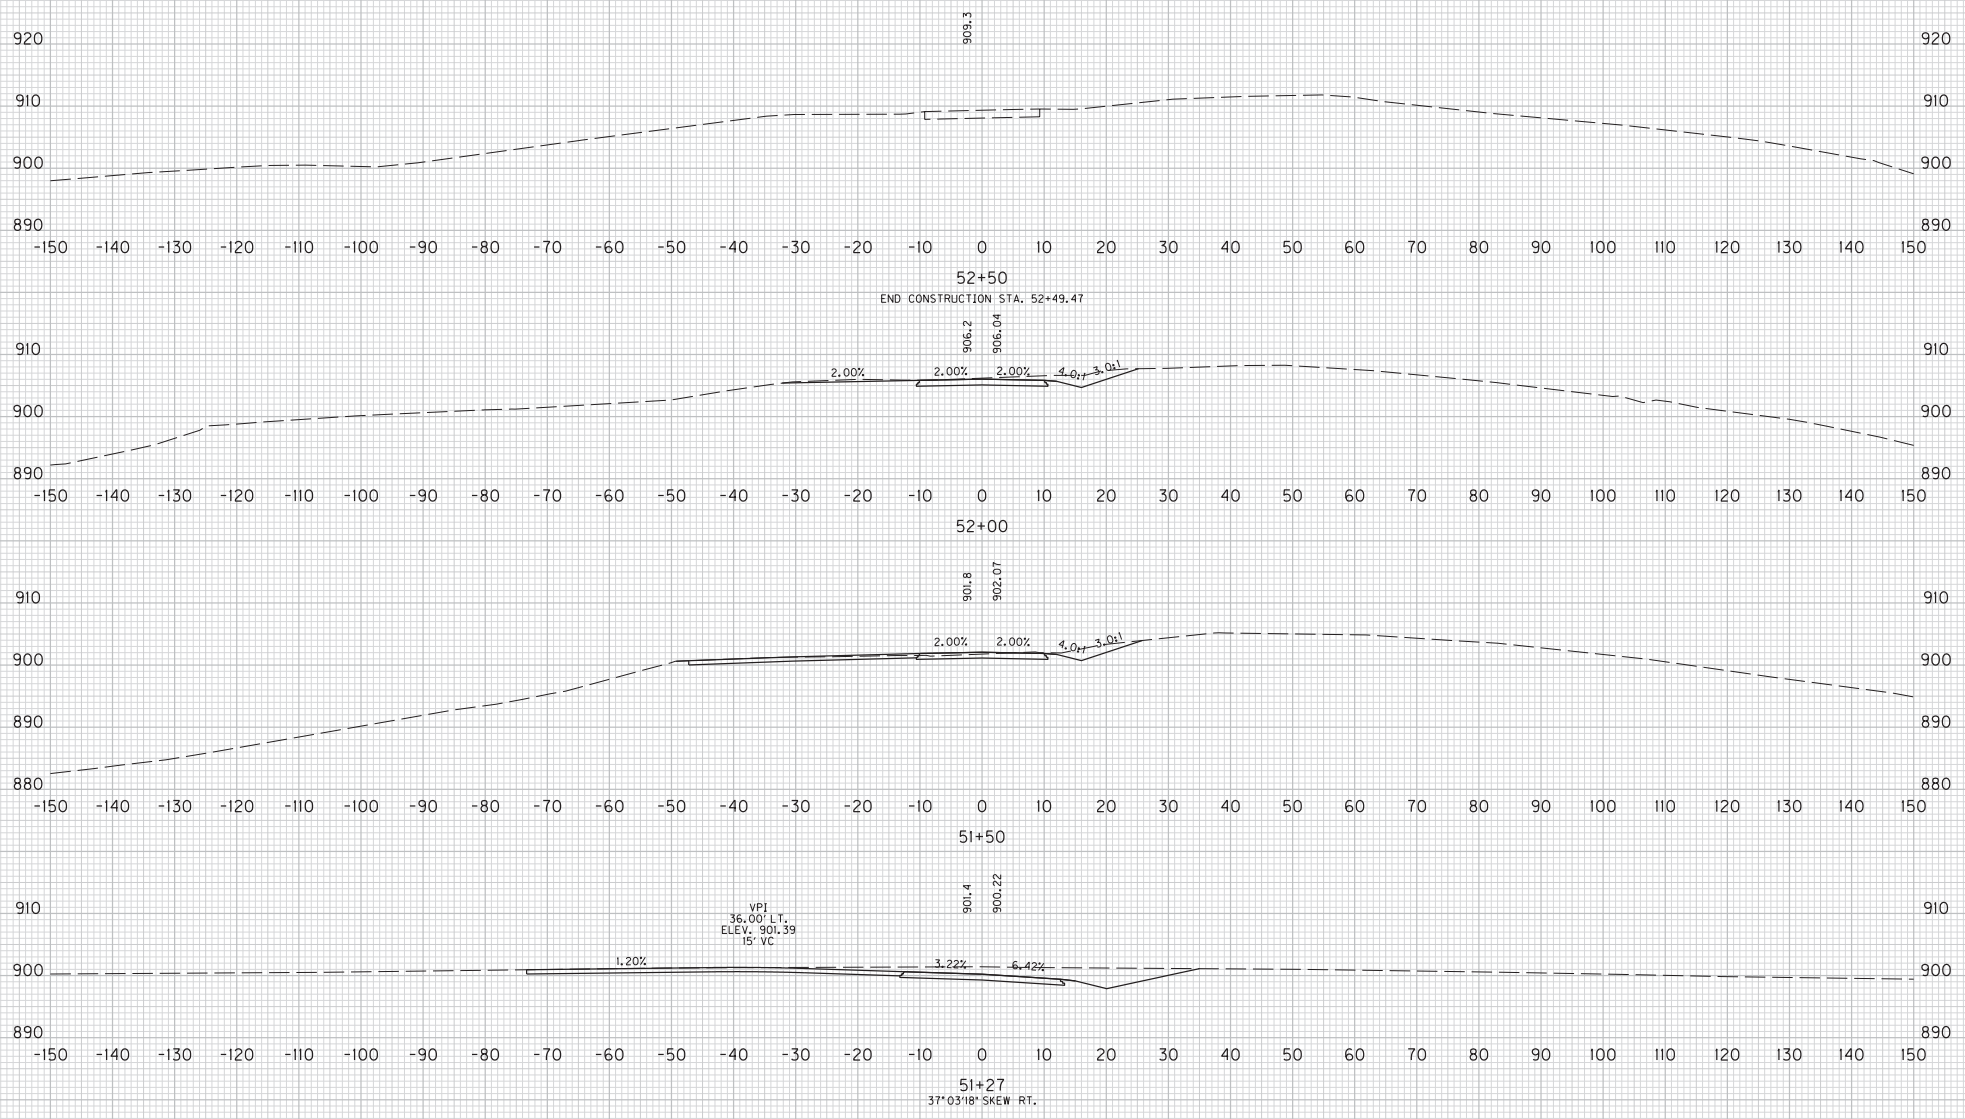 909.3
920 920
910 910
900 900
890 890
-150 -140 -130 -120 -110 -100 -90 -80 -70 -60 -50 -40 -30 -20 -10 0 10 20 30 40 50 60 70 80 90 100 110 120 130 140 150
52+50
END CONSTRUCTION STA. 52+49.47
906.2 906.04
910 910
2.00% 2.00% 2.00% 4.0:1 3.0:1
900 900
890 890
-150 -140 -130 -120 -110 -100 -90 -80 -70 -60 -50 -40 -30 -20 -10 0 10 20 30 40 50 60 70 80 90 100 110 120 130 140 150
52+00
901.8 902.07
910 910
2.00% 2.00% 4.0:1 3.0:1
900 900
890 890
880 880
-150 -140 -130 -120 -110 -100 -90 -80 -70 -60 -50 -40 -30 -20 -10 0 10 20 30 40 50 60 70 80 90 100 110 120 130 140 150
51+50
901.4 900.22
910 910
VPI
36.00' LT.
ELEV. 901.39
15' VC
1.20% 3.22% 6.42%
900 900
890 890
-150 -140 -130 -120 -110 -100 -90 -80 -70 -60 -50 -40 -30 -20 -10 0 10 20 30 40 50 60 70 80 90 100 110 120 130 140 150
51+27
37°03'18" SKEW RT.